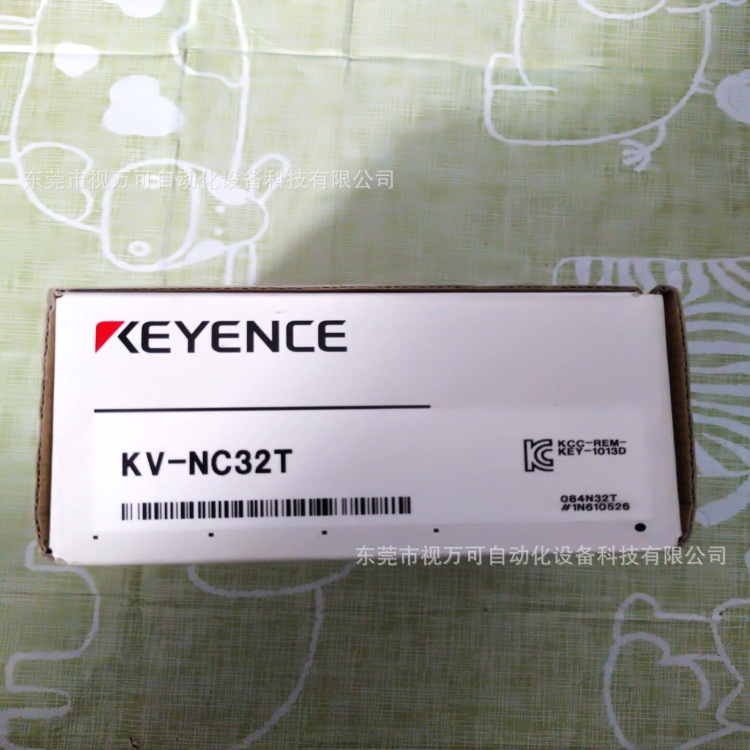 东莞市视万可自动化设备科技有限公司
KEYENCE
KV-NC32T
KCC-REM-
KEY-1013D
084N32T
#1N610526
东莞市视万可自动化设备科技有限公司